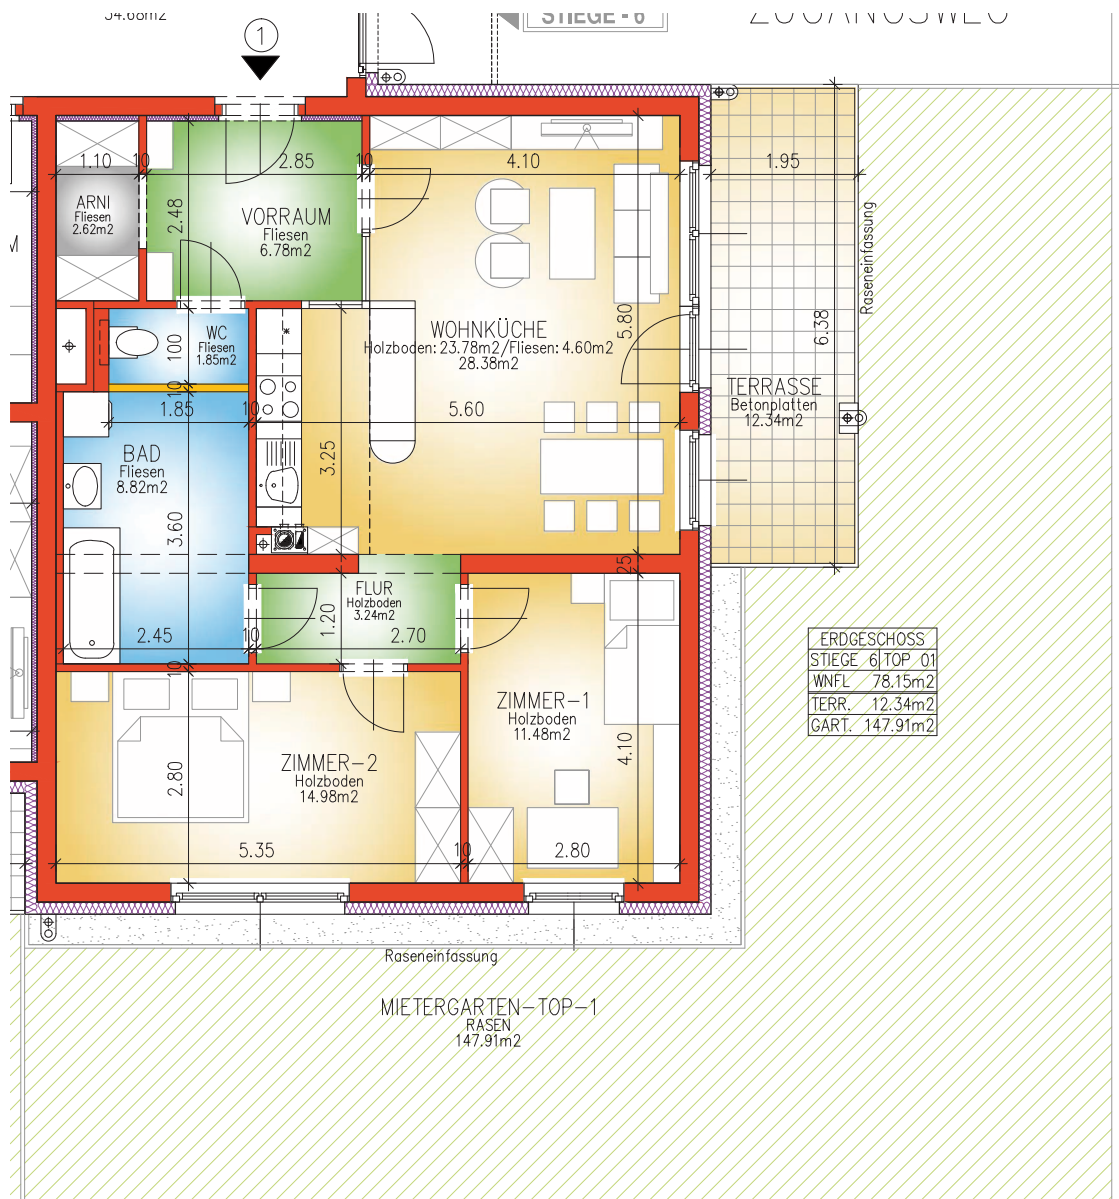 54.68m2
STIEGE - 6
ZUGANGSWEG
1
1.10
10
2.85
10
4.10
1.95
ARNI
Fliesen
2.62m2
2.48
VORRAUM
Fliesen
6.78m2
Raseneinfassung
5.80
6.38
WC
Fliesen
1.85m2
100
WOHNKÜCHE
Holzboden: 23.78m2/Fliesen: 4.60m2
28.38m2
10
1.85
10
5.60
TERRASSE
Betonplatten
12.34m2
BAD
Fliesen
8.82m2
3.25
3.60
25
FLUR
Holzboden
3.24m2
1.20
2.45
10
2.70
10
ERDGESCHOSS
STIEGE 6 TOP 01
WNFL 78.15m2
TERR. 12.34m2
GART. 147.91m2
ZIMMER-1
Holzboden
11.48m2
4.10
ZIMMER-2
Holzboden
14.98m2
2.80
5.35
10
2.80
Raseneinfassung
MIETERGARTEN-TOP-1
RASEN
147.91m2